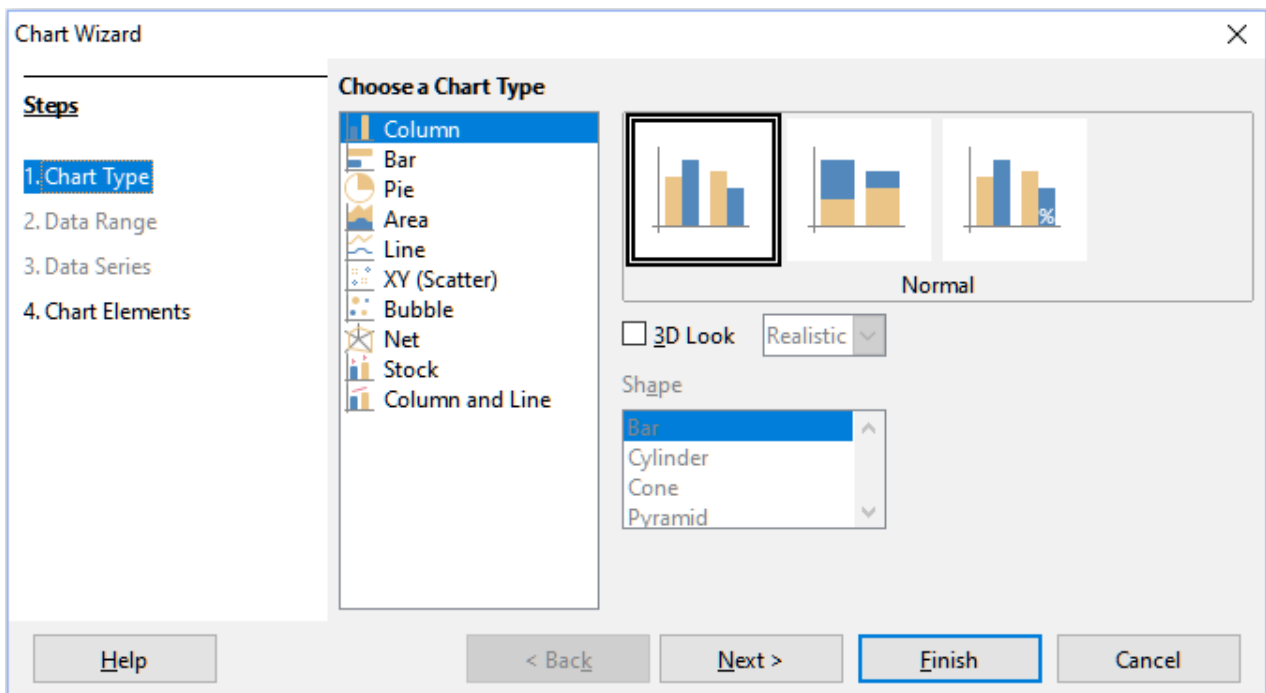 Chart Wizard
Steps
1. Chart Type
2. Data Range
3. Data Series
4. Chart Elements
Choose a Chart Type
Column
Bar
Pie
Area
Line
XY (Scatter)
Bubble
Net
Stock
Column and Line
%
Normal
3D Look
Realistic
Shape
Bar
Cylinder
Cone
Pyramid
Help
< Back
Next >
Finish
Cancel